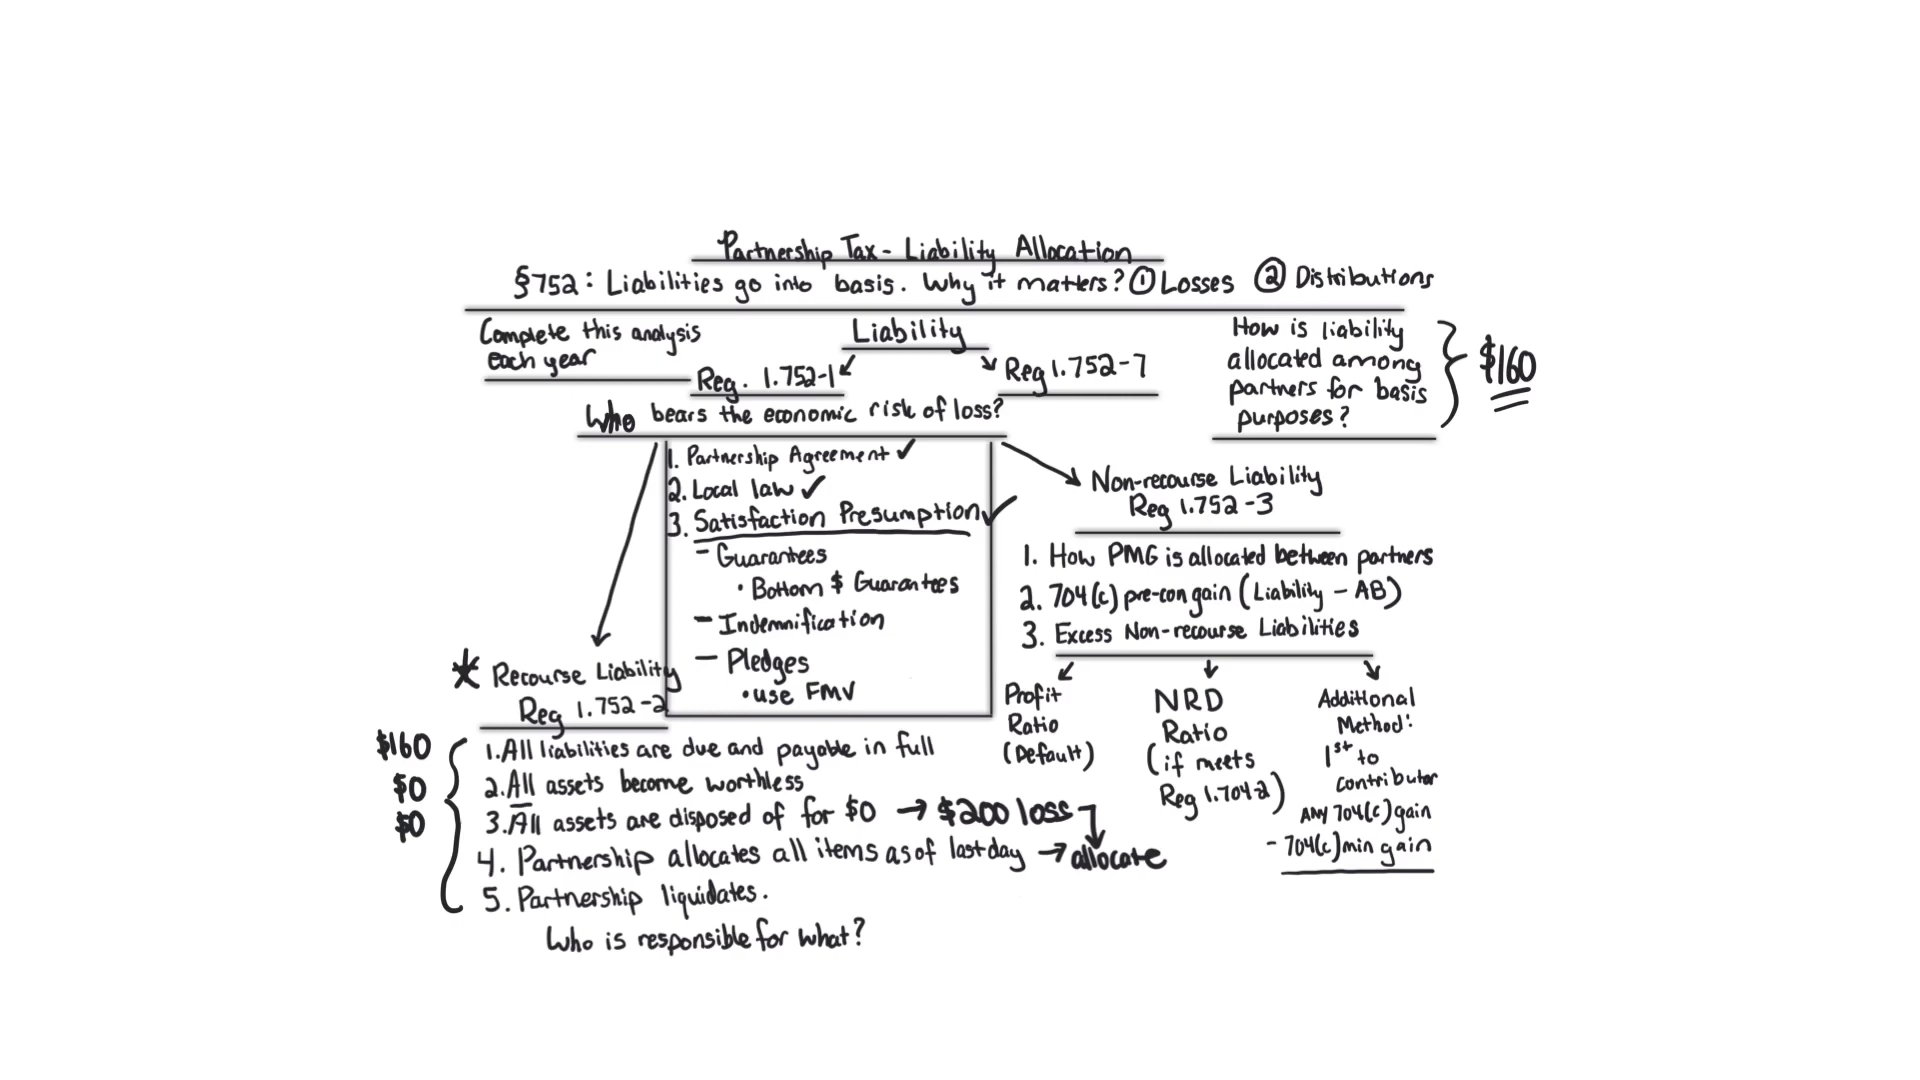 Partnership Tax - Liability Allocation
§752: Liabilities go into basis. Why it matters? ① Losses ② Distributions
Complete this analysis
each year
Liability
Reg. 1.752-1
Reg 1.752-7
How is liability
allocated among
partners for basis
purposes?
$160
Who bears the economic risk of loss?
1. Partnership Agreement ✓
2. Local law ✓
3. Satisfaction Presumption ✓
- Guarantees
• Bottom $ Guarantees
- Indemnification
- Pledges
• use FMV
Non-recourse Liability
Reg 1.752-3
1. How PMG is allocated between partners
2. 704(c) pre-con gain (Liability - AB)
3. Excess Non-recourse Liabilities
Profit
Ratio
(Default)
NRD
Ratio
(if meets
Reg 1.704-2)
Additional
Method:
1st to
contributor
Any 704(c) gain
- 704(c) min gain
* Recourse Liability
Reg 1.752-2
$160
$0
$0
1. All liabilities are due and payable in full
2. All assets become worthless
3. All assets are disposed of for $0 → $200 loss
4. Partnership allocates all items as of last day → allocate
5. Partnership liquidates.
Who is responsible for what?